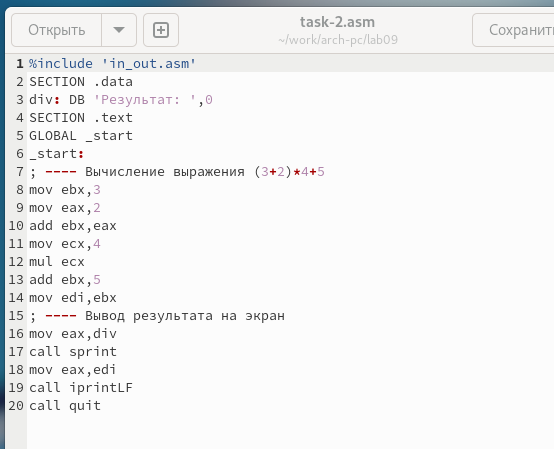 Открыть
task-2.asm
~/work/arch-pc/lab09
Сохранить
1 %include 'in_out.asm'
2 SECTION .data
3 div: DB 'Результат: ',0
4 SECTION .text
5 GLOBAL _start
6 _start:
7 ; ---- Вычисление выражения (3+2)*4+5
8 mov ebx,3
9 mov eax,2
10 add ebx,eax
11 mov ecx,4
12 mul ecx
13 add ebx,5
14 mov edi,ebx
15 ; ---- Вывод результата на экран
16 mov eax,div
17 call sprint
18 mov eax,edi
19 call iprintLF
20 call quit